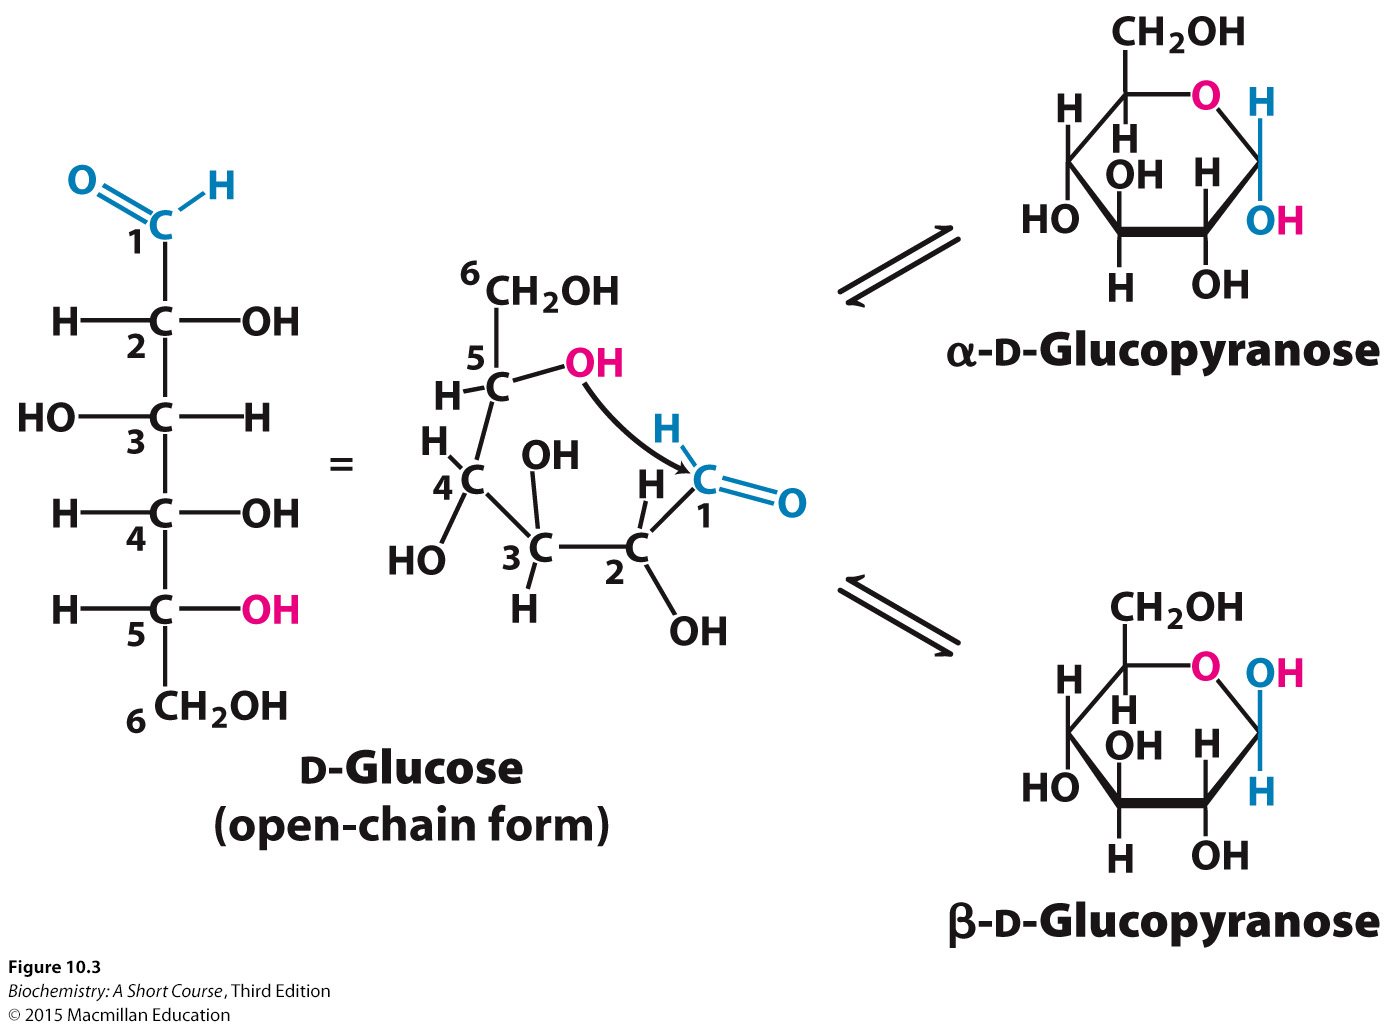 O H
C
1
H C OH
2
HO C H
3
H C OH
4
H C OH
5
6 CH2OH
=
6 CH2OH
5
H C OH
H
4 C
OH
H
H
C O
1
HO
3 C
2 C
H
OH
D-Glucose
(open-chain form)
CH2OH
H O H
H
OH H
HO OH
H OH
α-D-Glucopyranose
CH2OH
H O OH
H
OH H
HO H
H OH
β-D-Glucopyranose
Figure 10.3
Biochemistry: A Short Course, Third Edition
© 2015 Macmillan Education